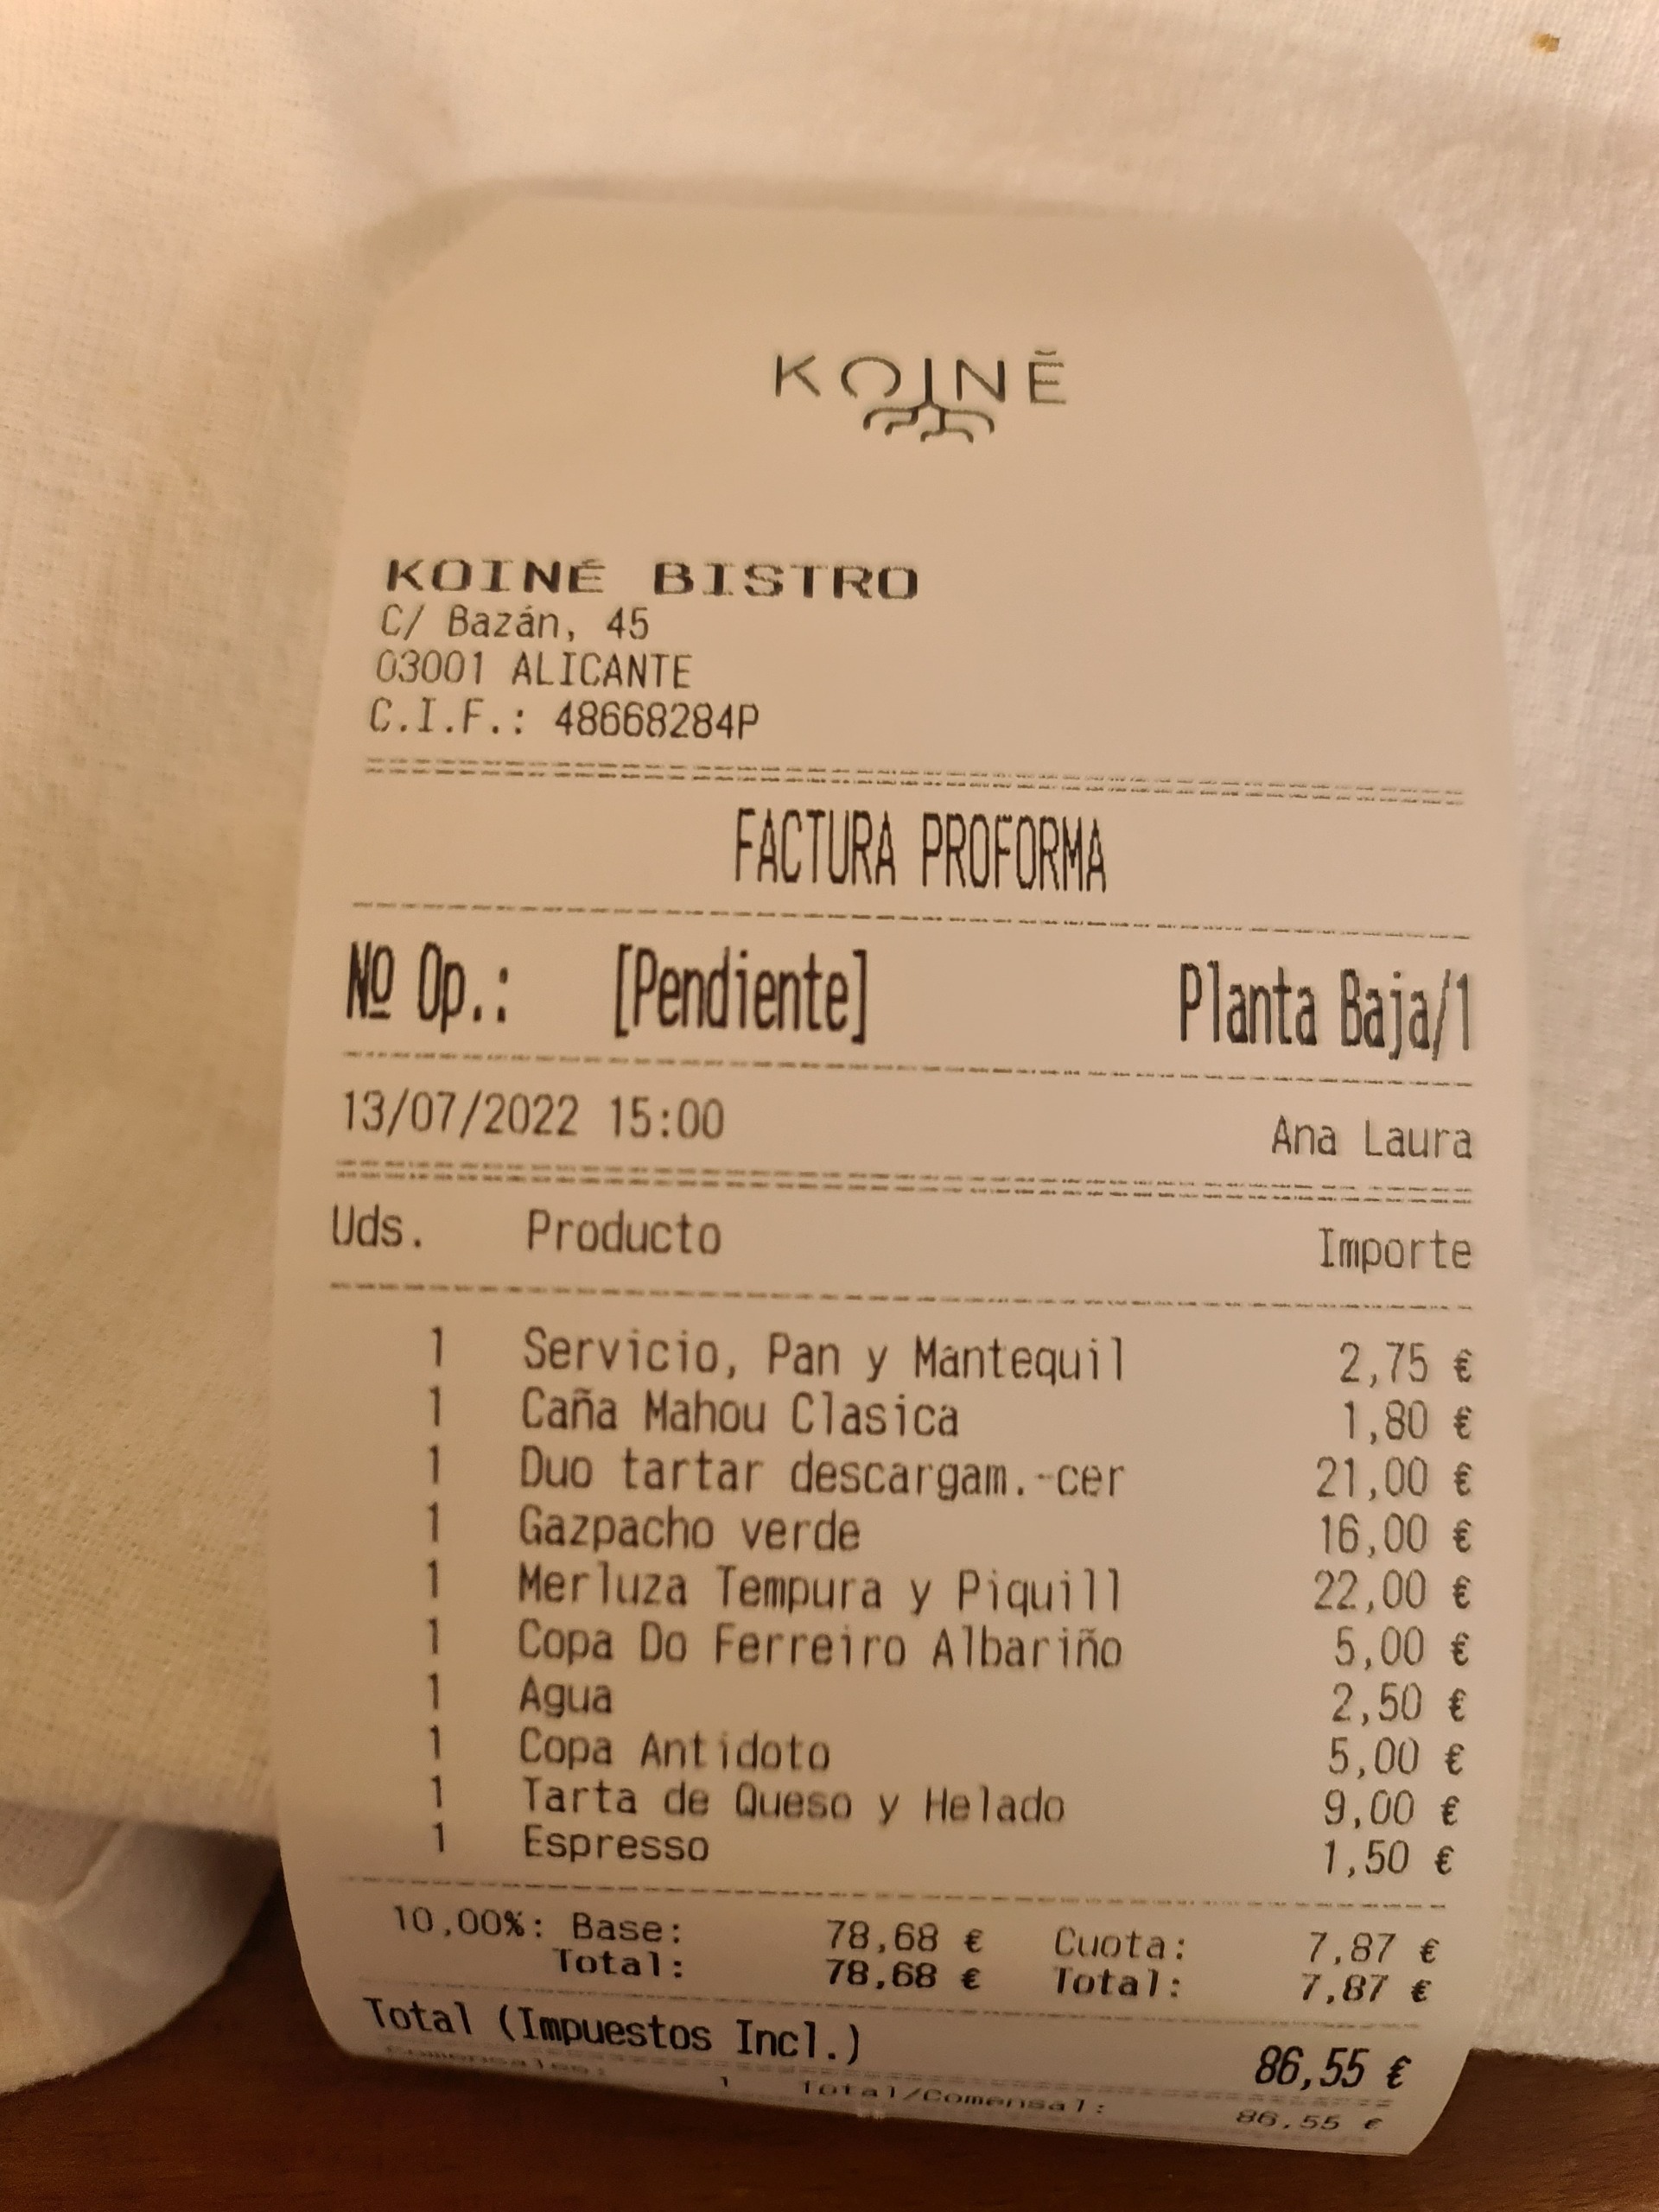 KOINĒ
KOINÉ BISTRO
C/ Bazán, 45
03001 ALICANTE
C.I.F.: 48668284P
FACTURA PROFORMA
Nº Op.: [Pendiente] Planta Baja/1
13/07/2022 15:00 Ana Laura
Uds. Producto Importe
1 Servicio, Pan y Mantequil 2,75 €
1 Caña Mahou Clasica 1,80 €
1 Duo tartar descargam.-cer 21,00 €
1 Gazpacho verde 16,00 €
1 Merluza Tempura y Piquill 22,00 €
1 Copa Do Ferreiro Albariño 5,00 €
1 Agua 2,50 €
1 Copa Antidoto 5,00 €
1 Tarta de Queso y Helado 9,00 €
1 Espresso 1,50 €
10,00%: Base: 78,68 € Cuota: 7,87 €
Total: 78,68 € Total: 7,87 €
Total (Impuestos Incl.) 86,55 €
Comensales: 1 Total/Comensal: 86,55 €